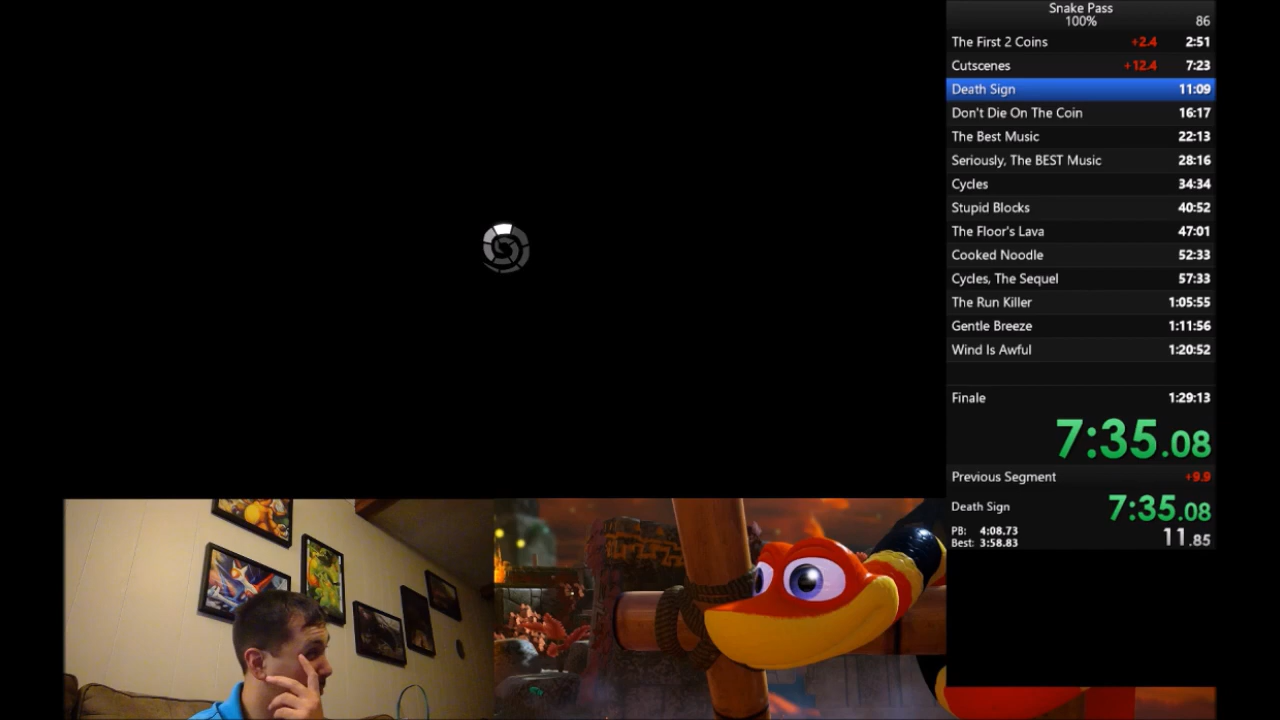 Snake Pass
100% 86
The First 2 Coins +2.4 2:51
Cutscenes +12.4 7:23
Death Sign 11:09
Don't Die On The Coin 16:17
The Best Music 22:13
Seriously, The BEST Music 28:16
Cycles 34:34
Stupid Blocks 40:52
The Floor's Lava 47:01
Cooked Noodle 52:33
Cycles, The Sequel 57:33
The Run Killer 1:05:55
Gentle Breeze 1:11:56
Wind Is Awful 1:20:52
Finale 1:29:13
7:35.08
Previous Segment +9.9
Death Sign 7:35.08
PB: 4:08.73 11.85
Best: 3:58.83